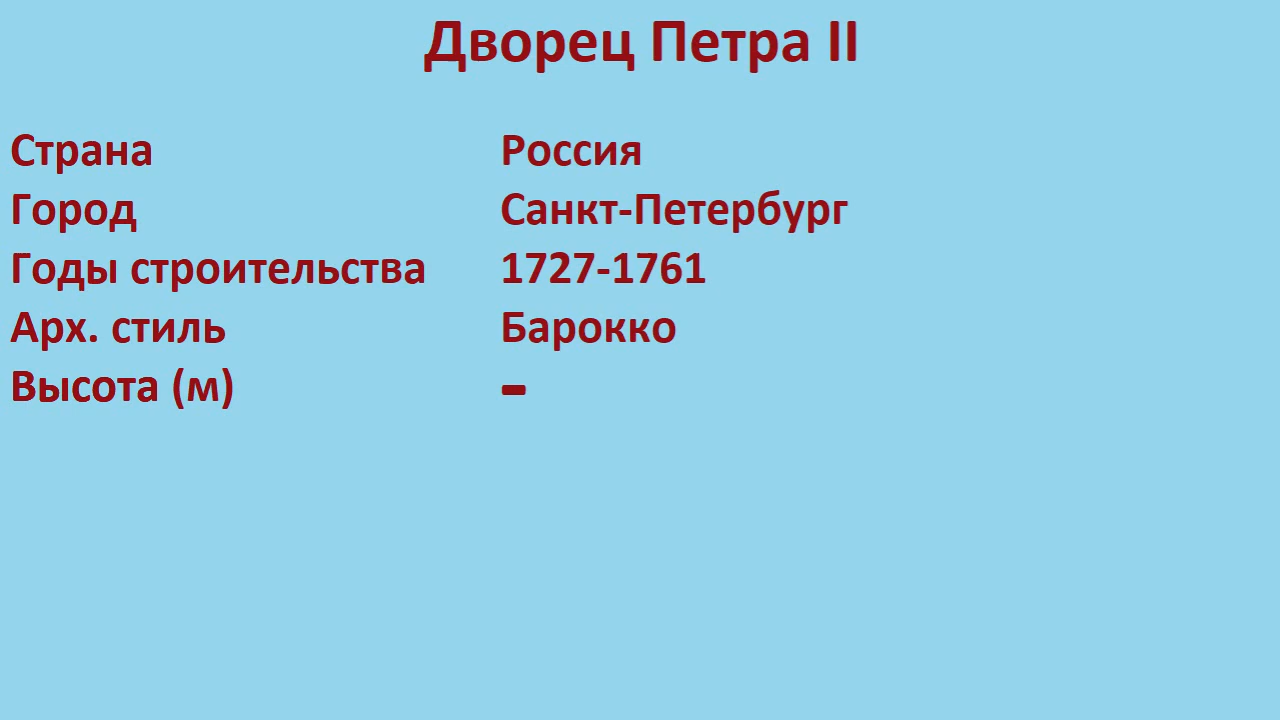 Дворец Петра II
Страна Россия
Город Санкт-Петербург
Годы строительства 1727-1761
Арх. стиль Барокко
Высота (м) -